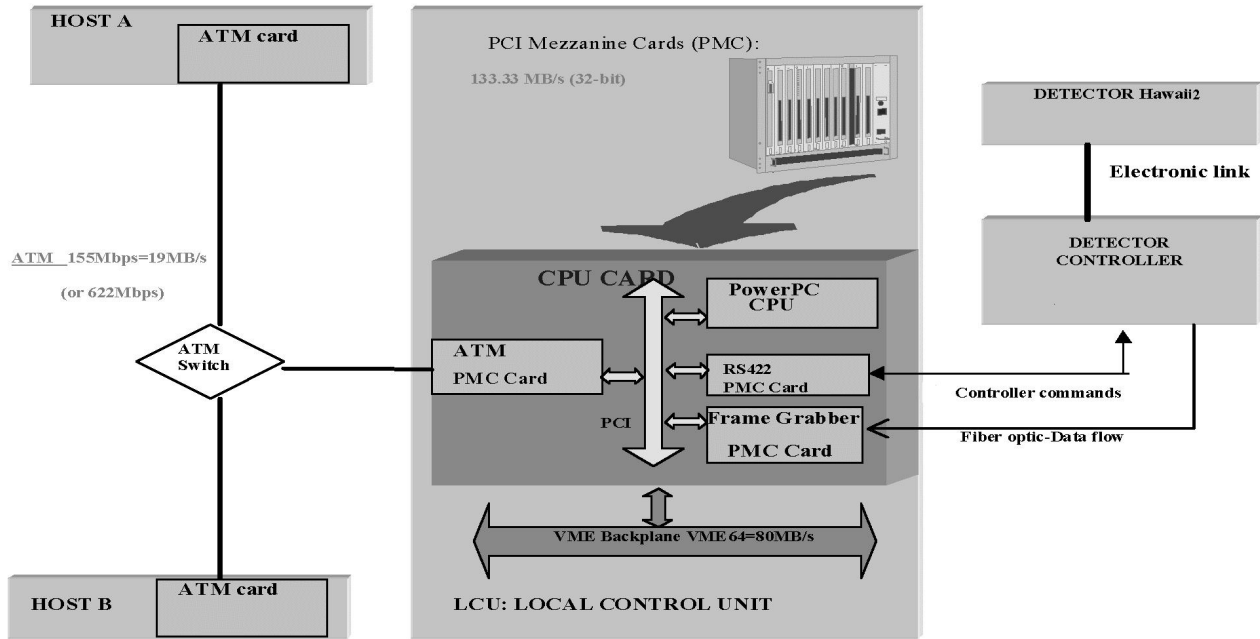 HOST A
ATM card
PCI Mezzanine Cards (PMC):
133.33 MB/s (32-bit)
DETECTOR Hawaii2
Electronic link
DETECTOR
CONTROLLER
ATM 155Mbps=19MB/s
(or 622Mbps)
CPU CARD
PowerPC
CPU
ATM
Switch
ATM
PMC Card
RS422
PMC Card
Controller commands
PCI
Frame Grabber
PMC Card
Fiber optic-Data flow
VME Backplane VME64=80MB/s
HOST B
ATM card
LCU: LOCAL CONTROL UNIT